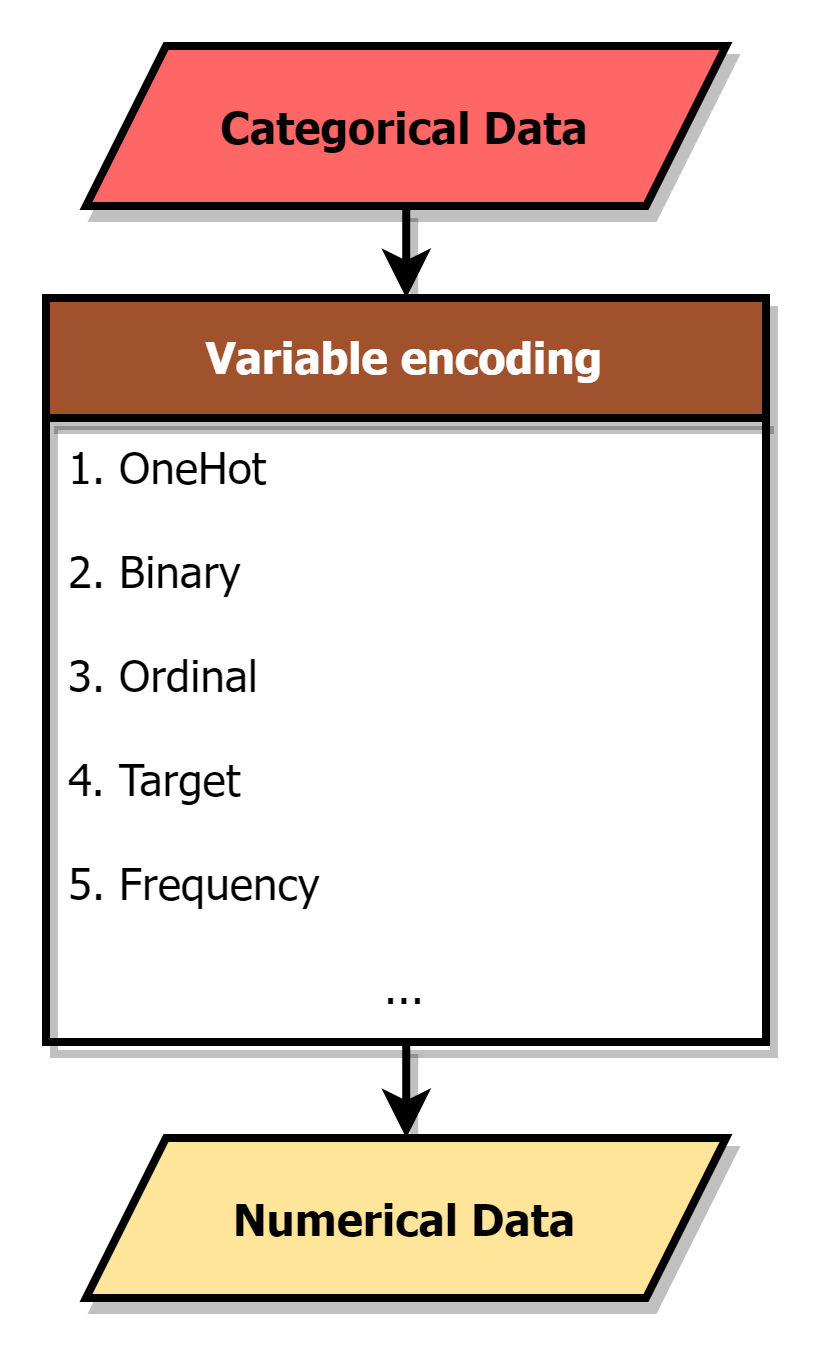 Categorical Data
Variable encoding
1. OneHot
2. Binary
3. Ordinal
4. Target
5. Frequency
...
Numerical Data